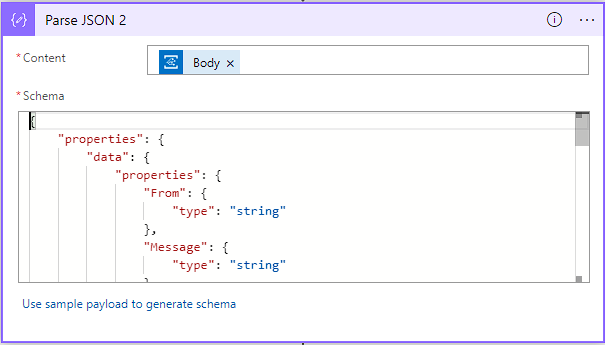 Parse JSON 2
* Content
Body ×
* Schema
{
"properties": {
"data": {
"properties": {
"From": {
"type": "string"
},
"Message": {
"type": "string"
Use sample payload to generate schema